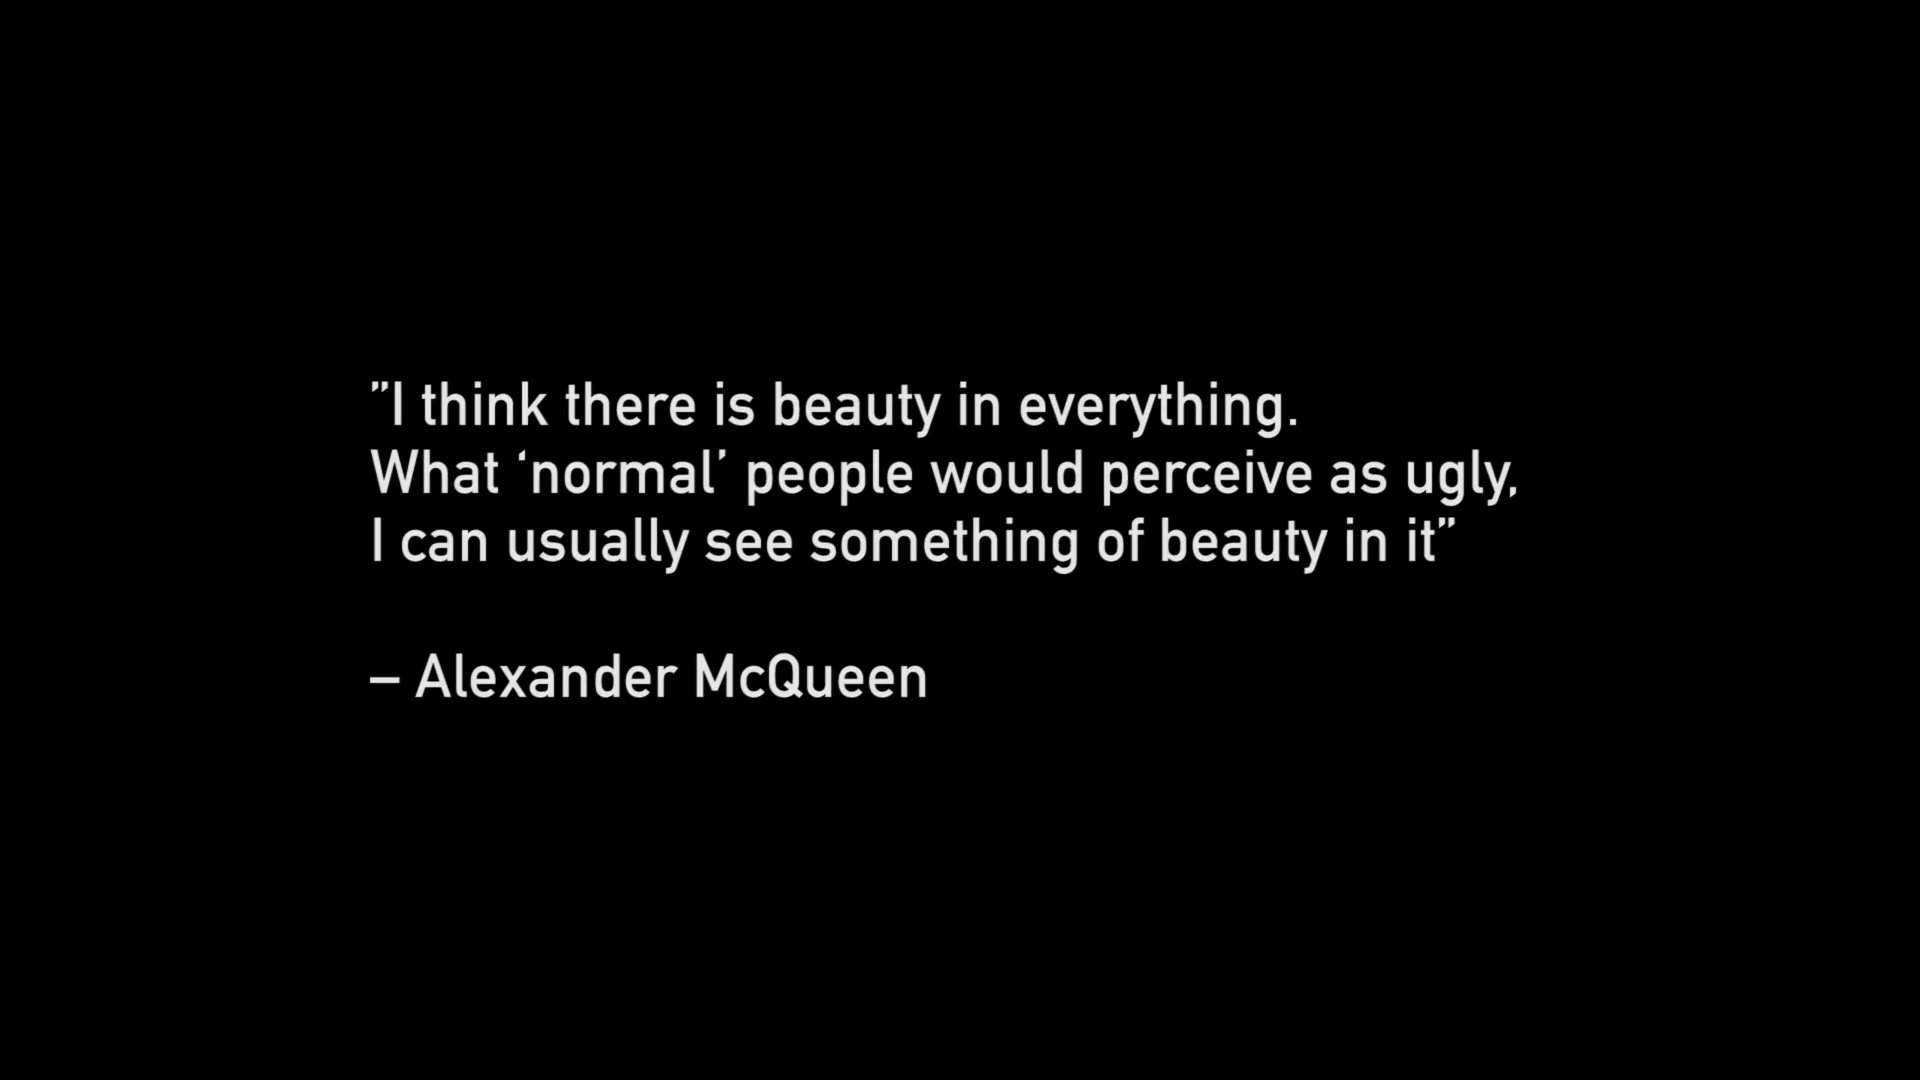 ”I think there is beauty in everything.
What ‘normal’ people would perceive as ugly,
I can usually see something of beauty in it”
– Alexander McQueen